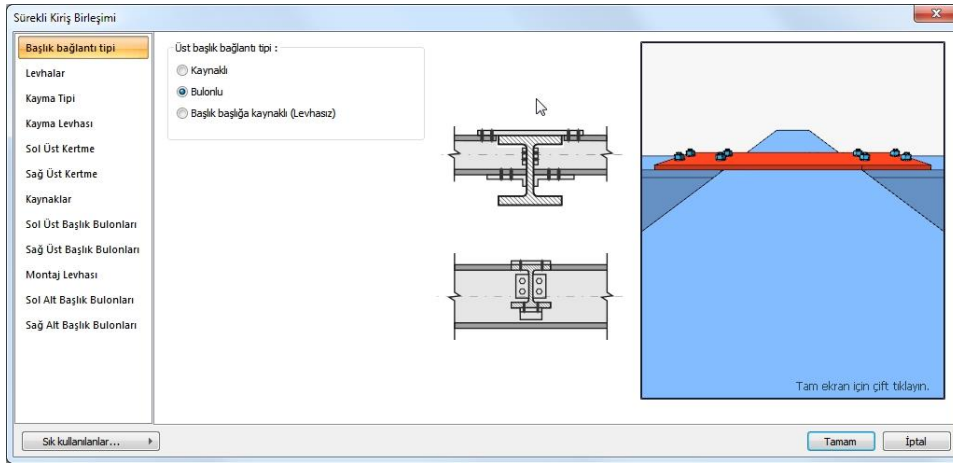 Sürekli Kiriş Birleşimi
Başlık bağlantı tipi
Levhalar
Kayma Tipi
Kayma Levhası
Sol Üst Kertme
Sağ Üst Kertme
Kaynaklar
Sol Üst Başlık Bulonları
Sağ Üst Başlık Bulonları
Montaj Levhası
Sol Alt Başlık Bulonları
Sağ Alt Başlık Bulonları
Üst başlık bağlantı tipi :
Kaynaklı
Bulonlu
Başlık başlığa kaynaklı (Levhasız)
Tam ekran için çift tıklayın.
Sık kullanılanlar...
Tamam
İptal